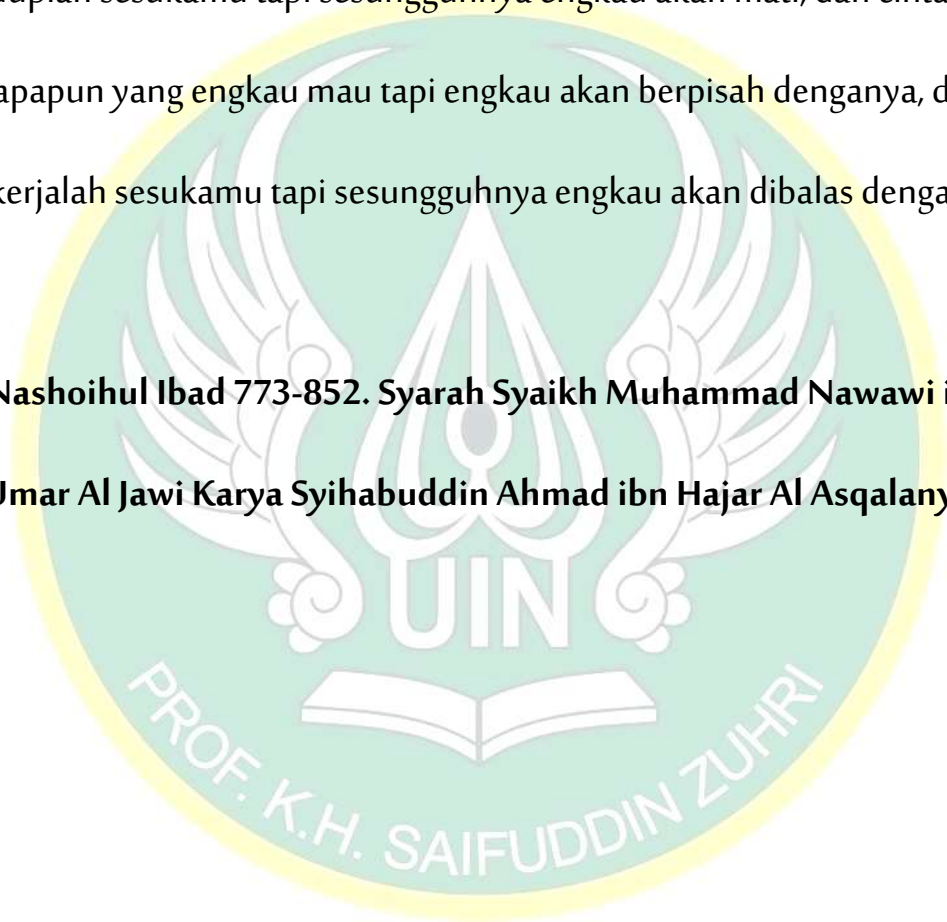 sesukamu tapi sesungguhnya engkau akan mati, dan cinta
apapun yang engkau mau tapi engkau akan berpisah denganya, d
kerjalah sesukamu tapi sesungguhnya engkau akan dibalas denga
Nashoihul Ibad 773-852. Syarah Syaikh Muhammad Nawawi i
Umar Al Jawi Karya Syihabuddin Ahmad ibn Hajar Al Asqalany
UIN
PROF. K.H. SAIFUDDIN ZUHRI